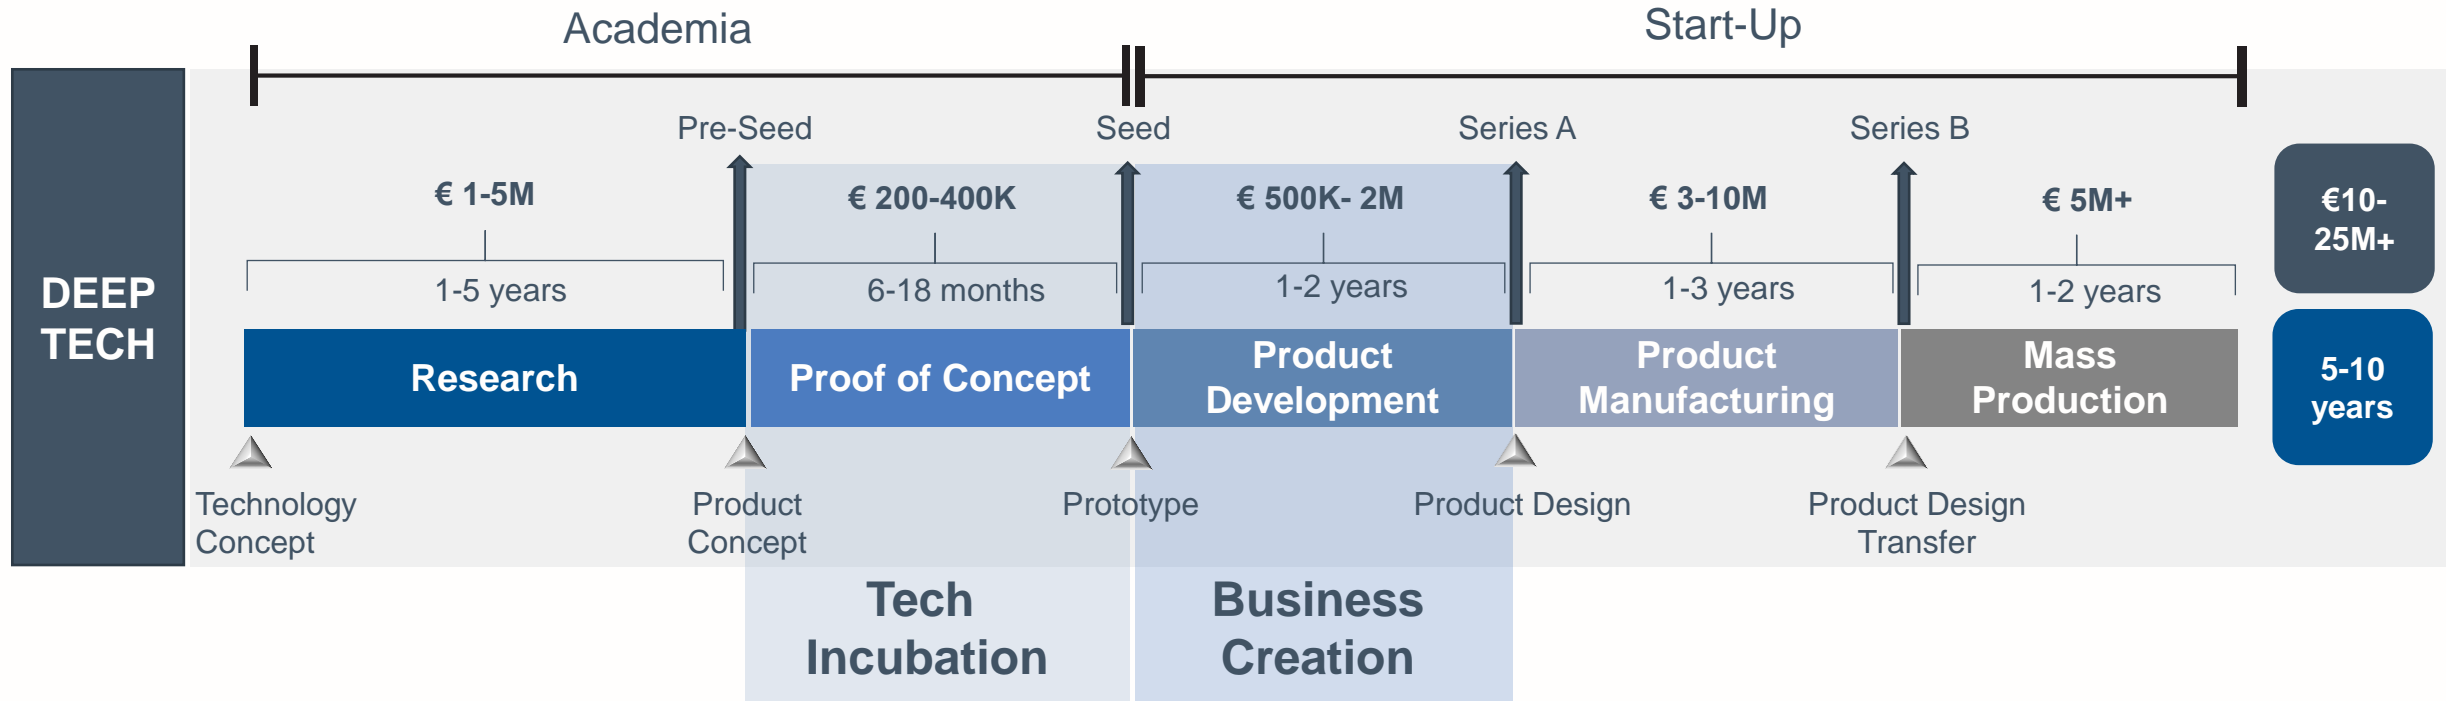 Academia
Start-Up
Pre-Seed
Seed
Series A
Series B
€ 1-5M
€ 200-400K
€ 500K- 2M
€ 3-10M
€ 5M+
€10-
25M+
1-5 years
6-18 months
1-2 years
1-3 years
1-2 years
DEEP
TECH
Research
Proof of Concept
Product
Development
Product
Manufacturing
Mass
Production
5-10
years
Technology
Concept
Product
Concept
Prototype
Product Design
Product Design
Transfer
Tech
Incubation
Business
Creation